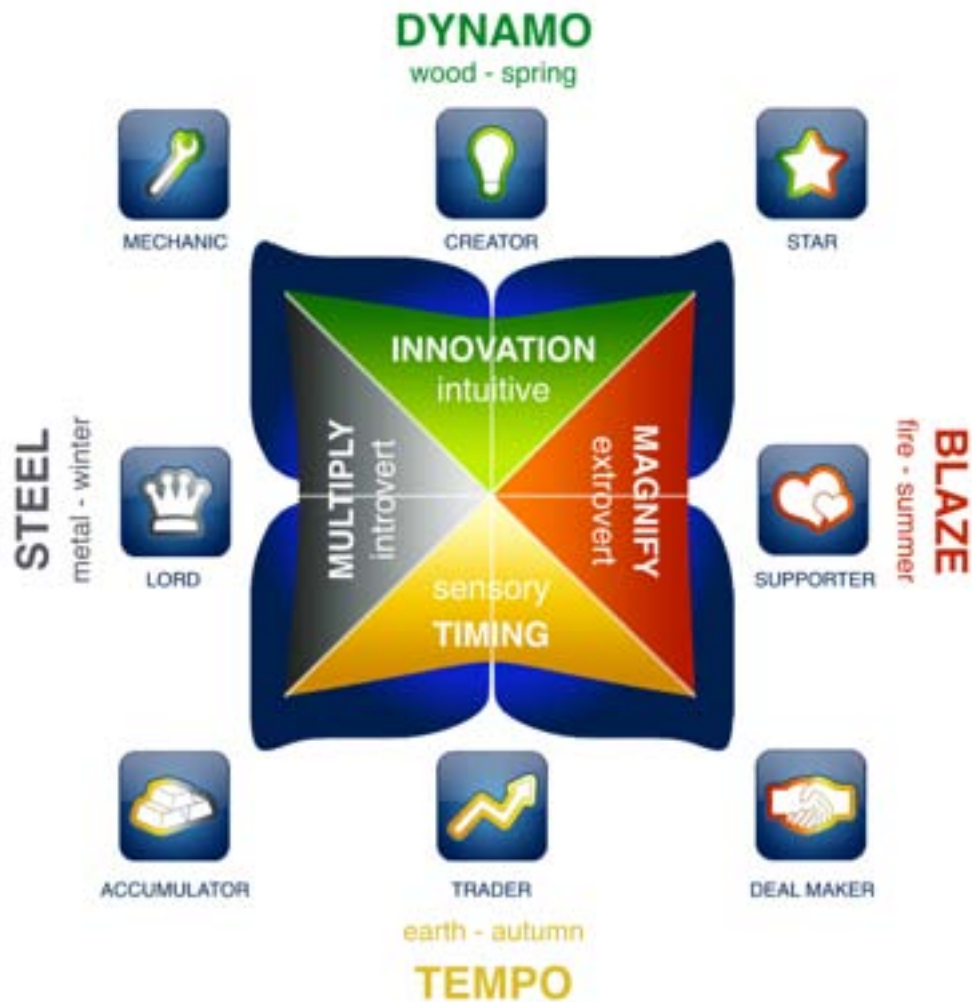 DYNAMO
wood - spring
MECHANIC
CREATOR
STAR
INNOVATION
intuitive
STEEL
metal - winter
MULTIPLY
introvert
MAGNIFY
extrovert
BLAZE
fire - summer
LORD
SUPPORTER
sensory
TIMING
ACCUMULATOR
TRADER
DEAL MAKER
earth - autumn
TEMPO